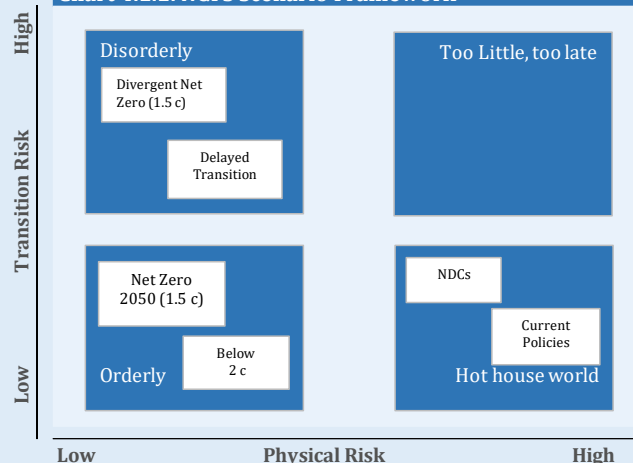 High
Transition Risk
Low
Disorderly
Divergent Net
Zero (1.5 c)
Delayed
Transition
Too Little, too late
Net Zero
2050 (1.5 c)
Below
2 c
Orderly
NDCs
Current
Policies
Hot house world
Low
Physical Risk
High